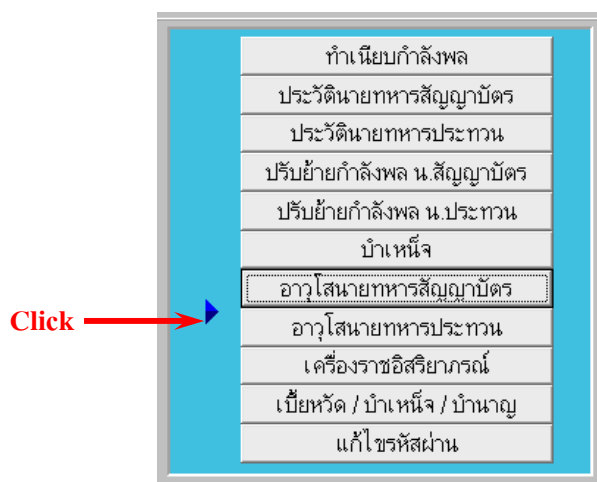 ทำเนียบกำลังพล
ประวัตินายทหารสัญญาบัตร
ประวัตินายทหารประทวน
ปรับย้ายกำลังพล น.สัญญาบัตร
ปรับย้ายกำลังพล น.ประทวน
บำเหน็จ
อาวุโสนายทหารสัญญาบัตร
Click
อาวุโสนายทหารประทวน
เครื่องราชอิสริยาภรณ์
เบี้ยหวัด / บำเหน็จ / บำนาญ
แก้ไขรหัสผ่าน